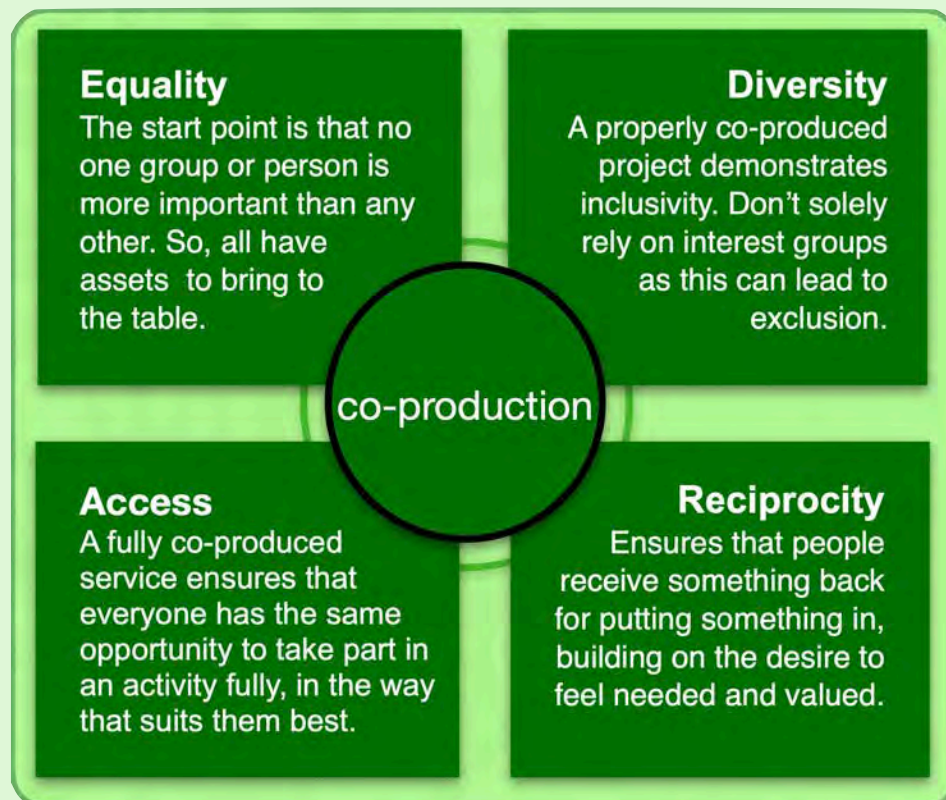 Equality
The start point is that no
one group or person is
more important than any
other. So, all have
assets  to bring to
the table.
Diversity
A properly co-produced
project demonstrates
inclusivity. Don't solely
rely on interest groups
as this can lead to
exclusion.
co-production
Access
A fully co-produced
service ensures that
everyone has the same
opportunity to take part in
an activity fully, in the way
that suits them best.
Reciprocity
Ensures that people
receive something back
for putting something in,
building on the desire to
feel needed and valued.